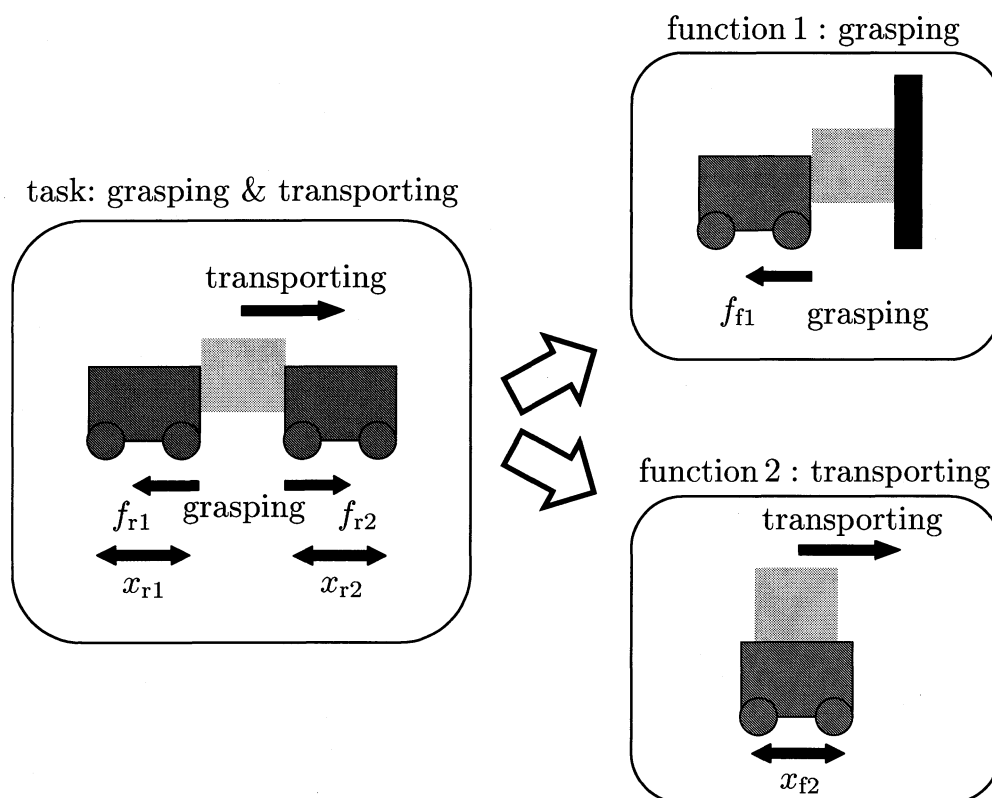 function 1 : grasping
f_f1
grasping
task: grasping & transporting
transporting
grasping
f_r1
f_r2
x_r1
x_r2
function 2 : transporting
transporting
x_f2